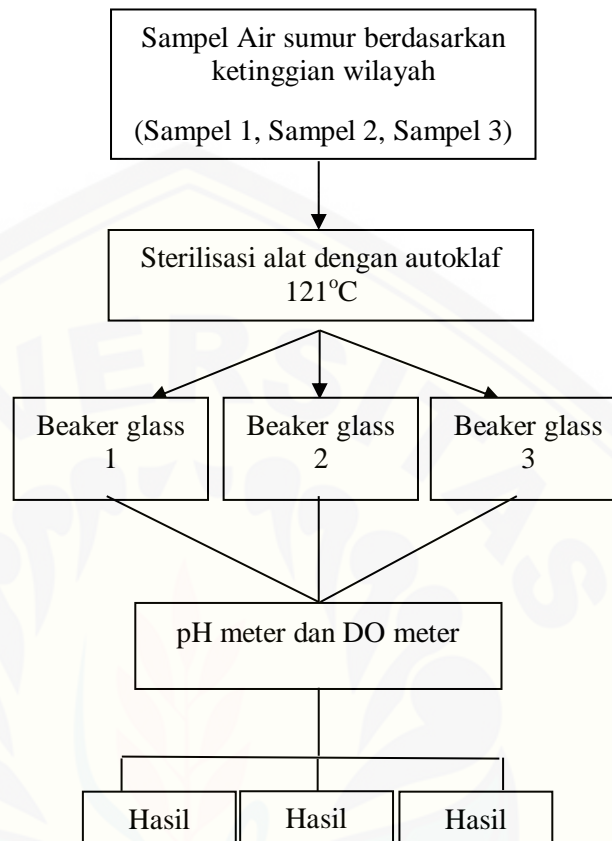 Sampel Air sumur berdasarkan
ketinggian wilayah
(Sampel 1, Sampel 2, Sampel 3)
Sterilisasi alat dengan autoklaf
121°C
Beaker glass
1
Beaker glass
2
Beaker glass
3
pH meter dan DO meter
Hasil
Hasil
Hasil
VERSITAS